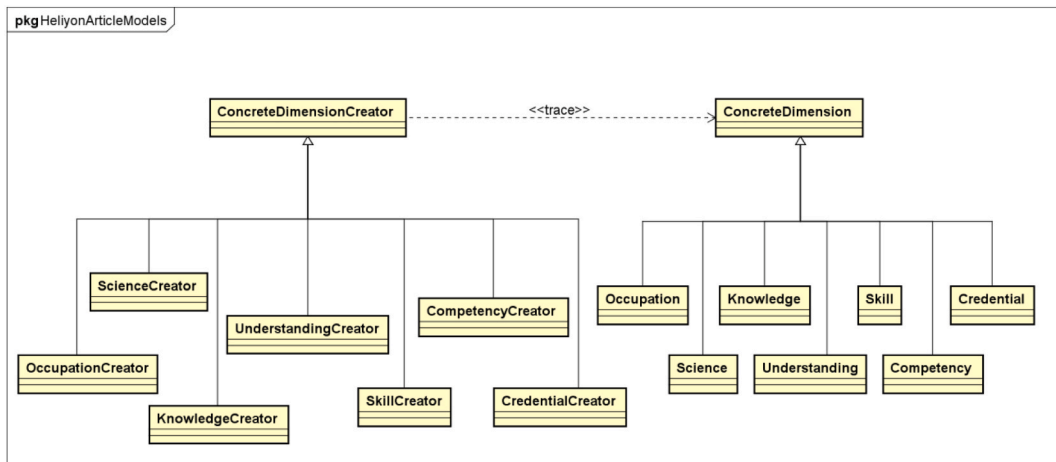 pkg HeliyonArticleModels
ConcreteDimensionCreator
<<trace>>
ConcreteDimension
ScienceCreator
UnderstandingCreator
CompetencyCreator
OccupationCreator
KnowledgeCreator
SkillCreator
CredentialCreator
Occupation
Knowledge
Skill
Credential
Science
Understanding
Competency